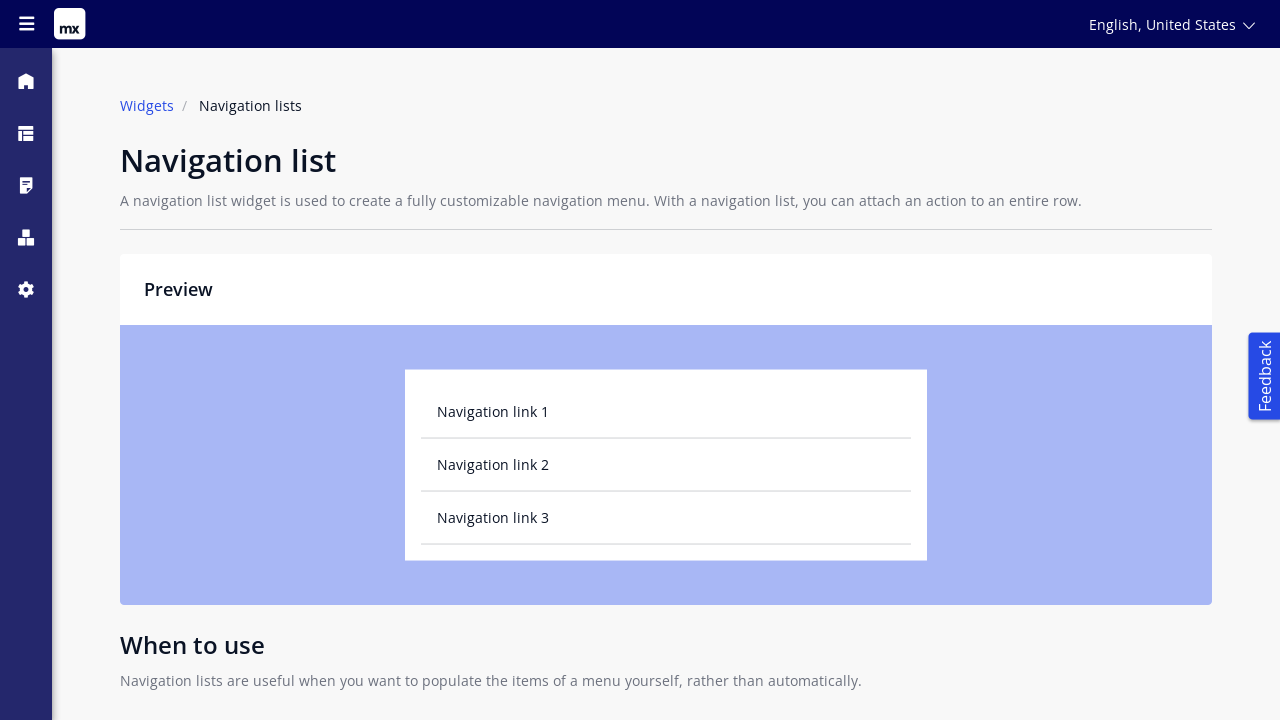 mx
English, United States
Widgets / Navigation lists
Navigation list
A navigation list widget is used to create a fully customizable navigation menu. With a navigation list, you can attach an action to an entire row.
Preview
Navigation link 1
Navigation link 2
Navigation link 3
Feedback
When to use
Navigation lists are useful when you want to populate the items of a menu yourself, rather than automatically.